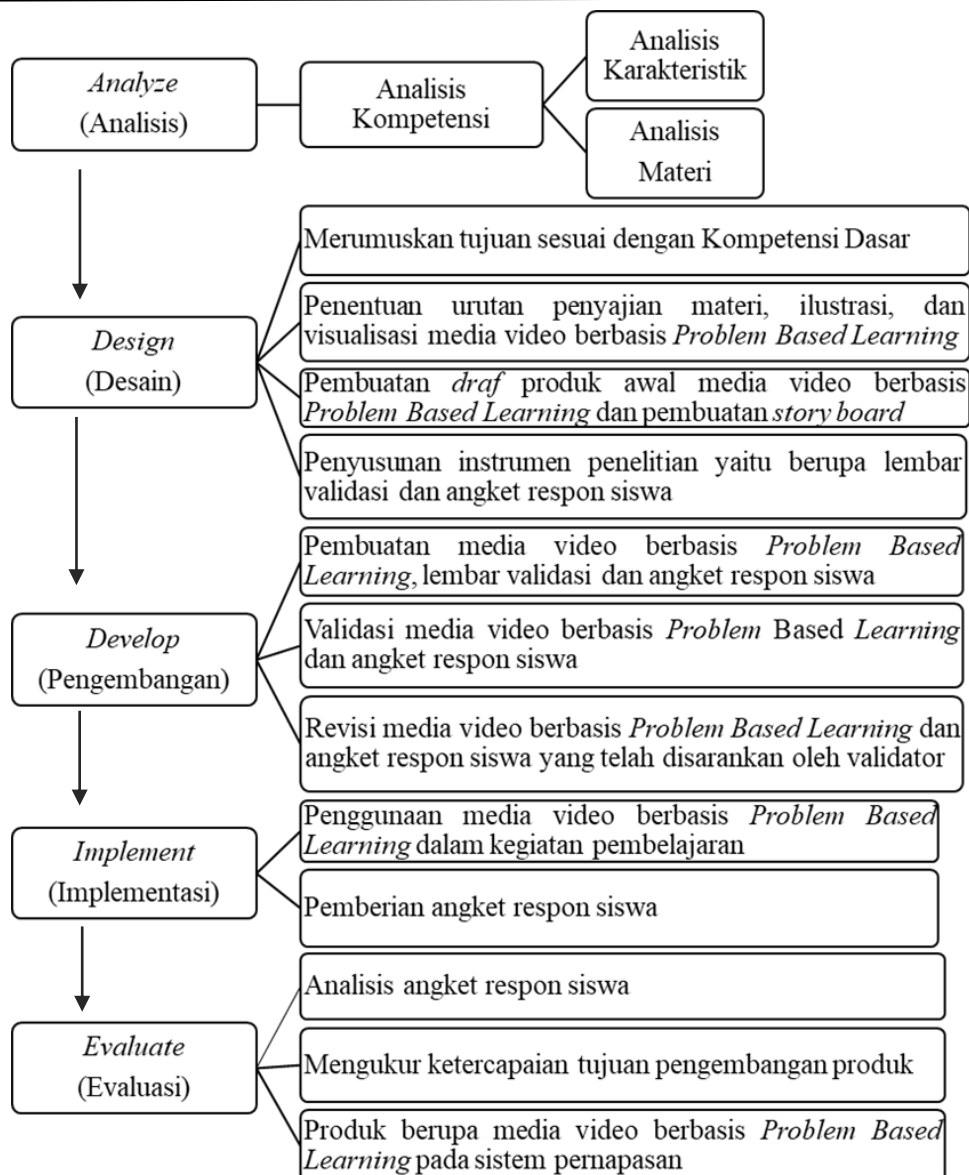 Analyze
(Analisis)
Analisis
Kompetensi
Analisis
Karakteristik
Analisis
Materi
Design
(Desain)
Merumuskan tujuan sesuai dengan Kompetensi Dasar
Penentuan urutan penyajian materi, ilustrasi, dan
visualisasi media video berbasis Problem Based Learning
Pembuatan draf produk awal media video berbasis
Problem Based Learning dan pembuatan story board
Penyusunan instrumen penelitian yaitu berupa lembar
validasi dan angket respon siswa
Develop
(Pengembangan)
Pembuatan media video berbasis Problem Based
Learning, lembar validasi dan angket respon siswa
Validasi media video berbasis Problem Based Learning
dan angket respon siswa
Revisi media video berbasis Problem Based Learning dan
angket respon siswa yang telah disarankan oleh validator
Implement
(Implementasi)
Penggunaan media video berbasis Problem Based
Learning dalam kegiatan pembelajaran
Pemberian angket respon siswa
Evaluate
(Evaluasi)
Analisis angket respon siswa
Mengukur ketercapaian tujuan pengembangan produk
Produk berupa media video berbasis Problem Based
Learning pada sistem pernapasan